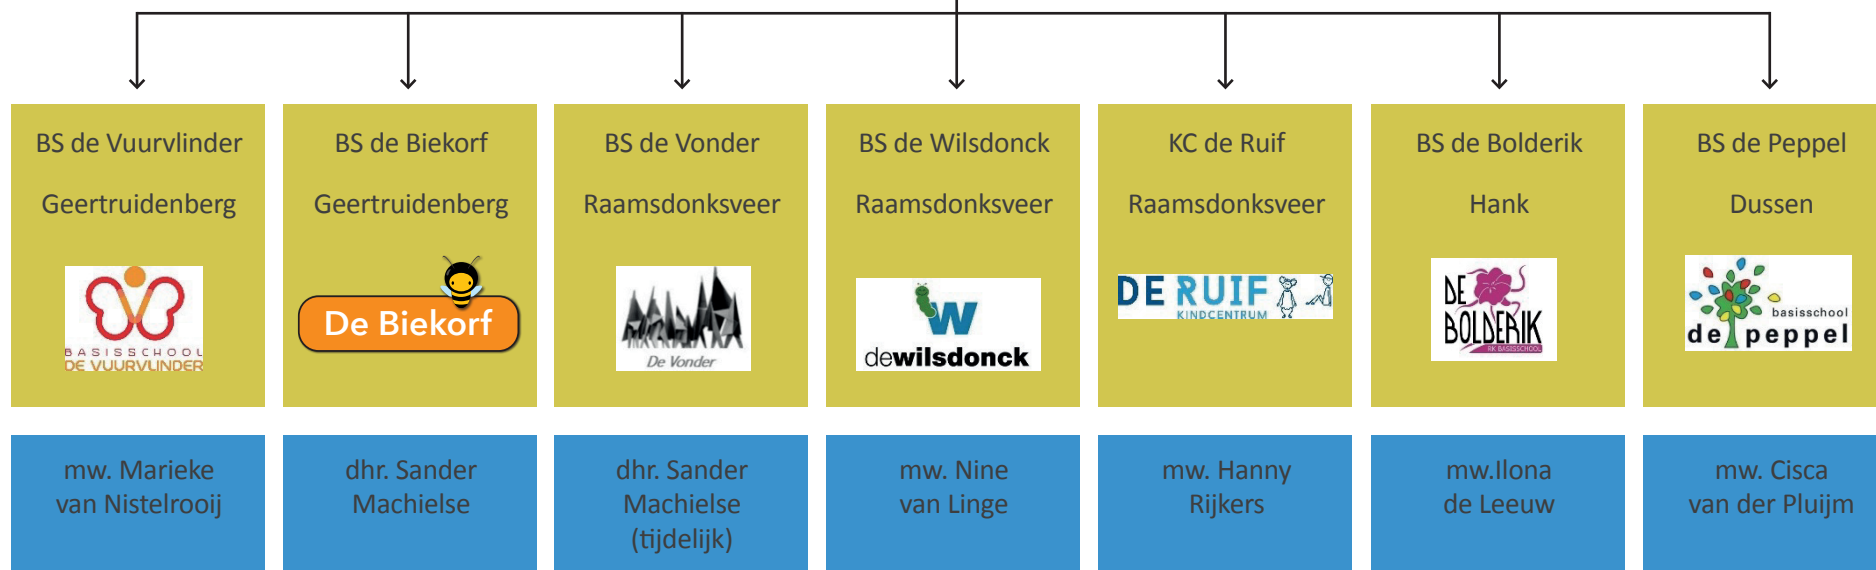 BS de Vuurvlinder
Geertruidenberg
BASISSCHOOL
DE VUURVLINDER
mw. Marieke
van Nistelrooij
BS de Biekorf
Geertruidenberg
De Biekorf
dhr. Sander
Machielse
BS de Vonder
Raamsdonksveer
De Vonder
dhr. Sander
Machielse
(tijdelijk)
BS de Wilsdonck
Raamsdonksveer
w
dewilsdonck
mw. Nine
van Linge
KC de Ruif
Raamsdonksveer
DE RUIF
KINDCENTRUM
mw. Hanny
Rijkers
BS de Bolderik
Hank
DE
BOLDERIK
RK BASISSCHOOL
mw.Ilona
de Leeuw
BS de Peppel
Dussen
basisschool
de peppel
mw. Cisca
van der Pluijm